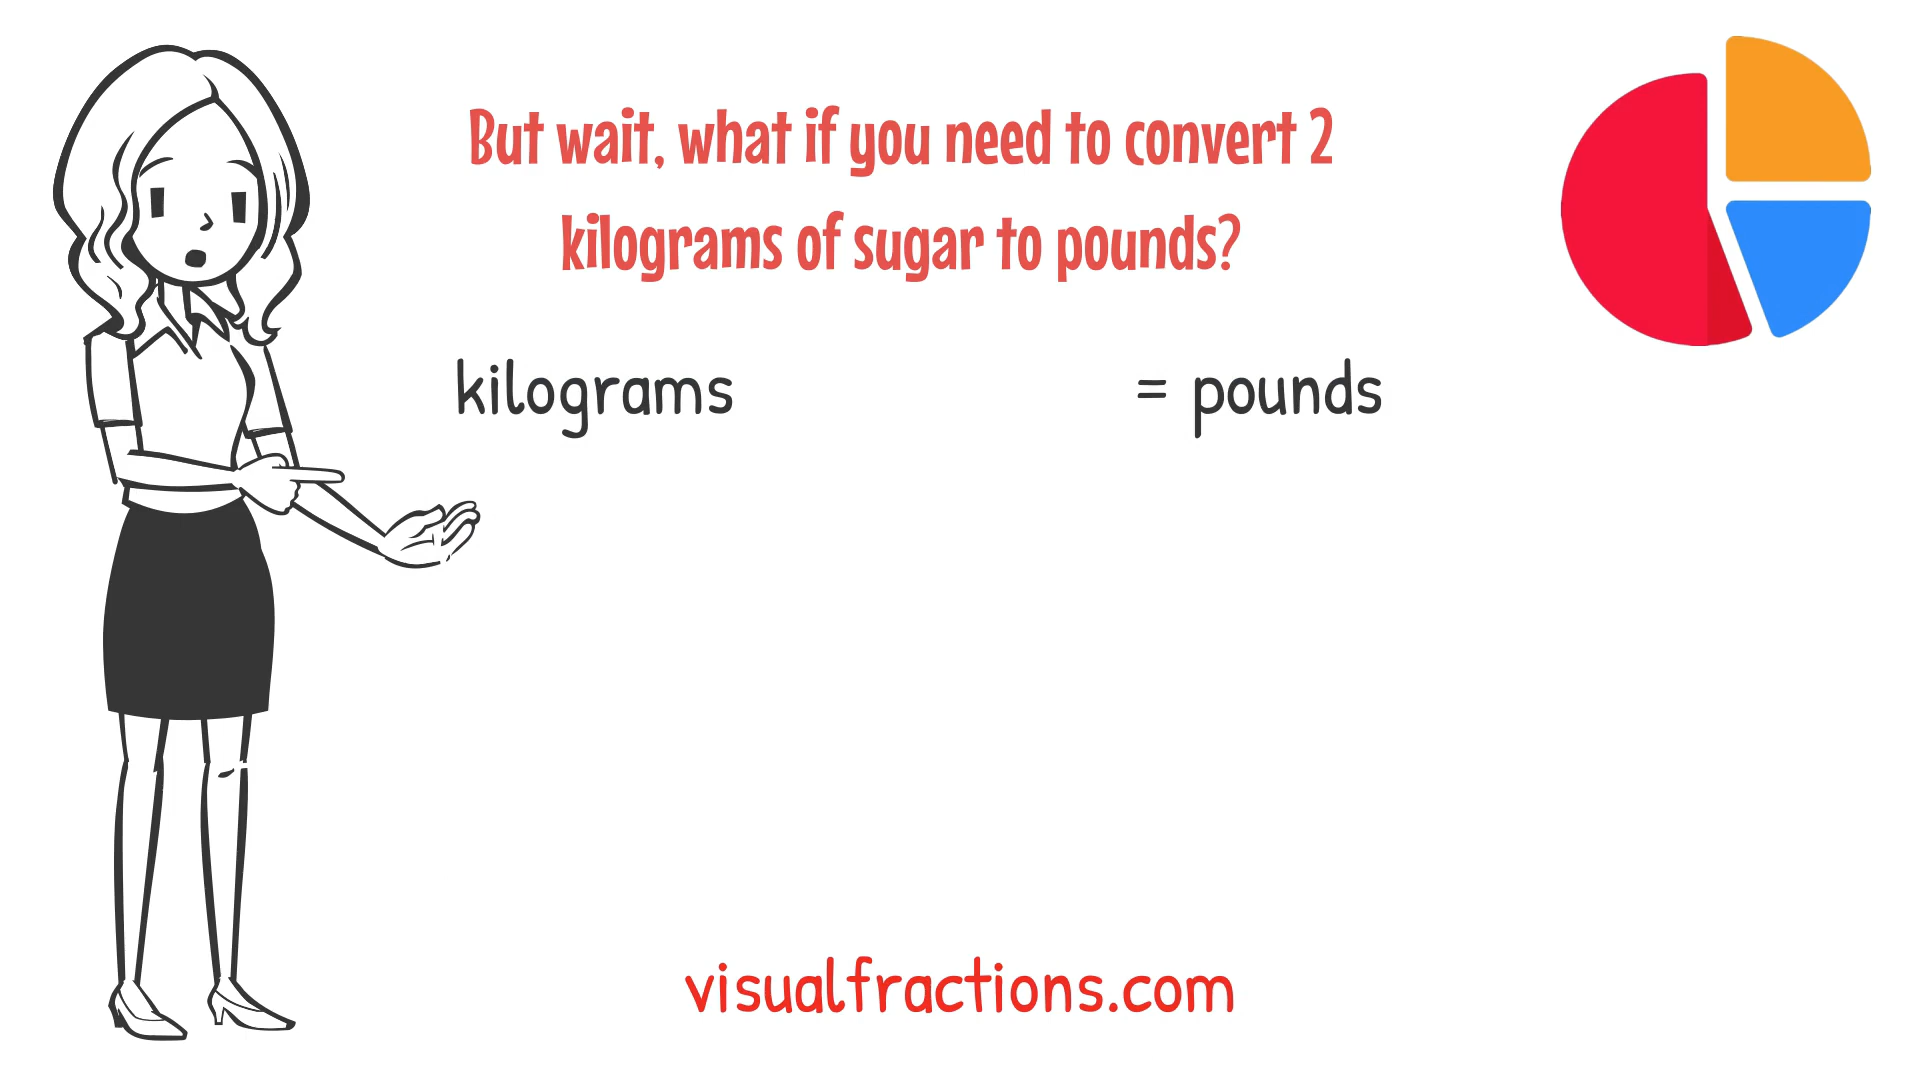 But wait, what if you need to convert 2
kilograms of sugar to pounds?
kilograms = pounds
visualfractions.com